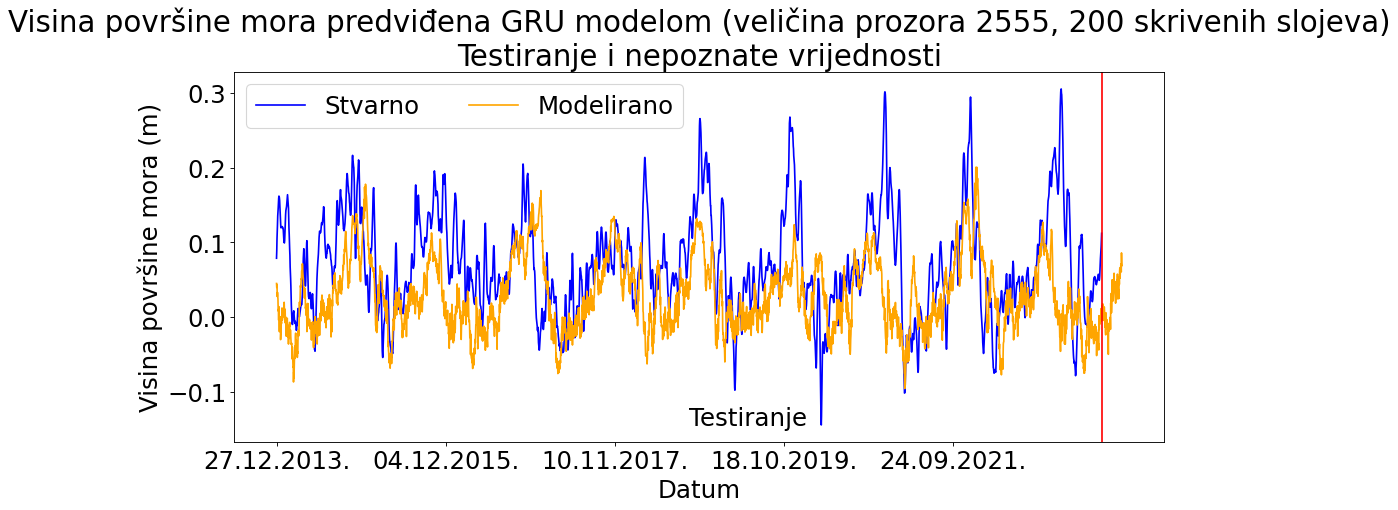 Visina površine mora predviđena GRU modelom (veličina prozora 2555, 200 skrivenih slojeva)
Testiranje i nepoznate vrijednosti
Stvarno
Modelirano
Visina površine mora (m)
0.3
0.2
0.1
0.0
−0.1
Testiranje
27.12.2013.
04.12.2015.
10.11.2017.
18.10.2019.
24.09.2021.
Datum